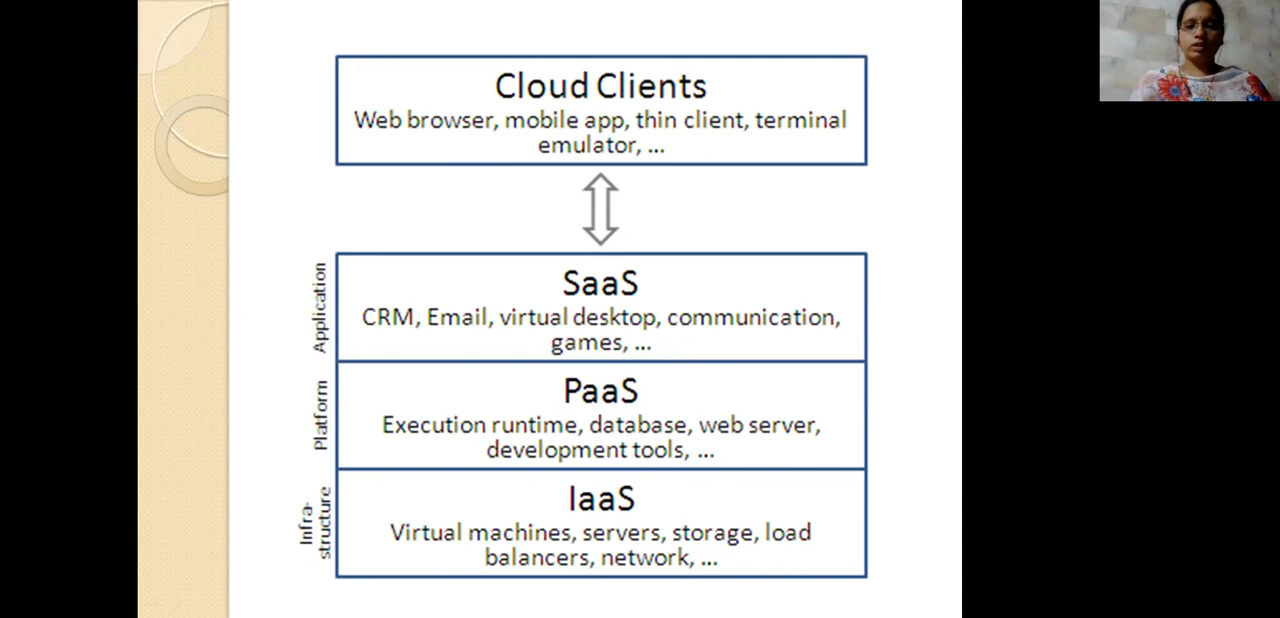 Cloud Clients
Web browser, mobile app, thin client, terminal
emulator, ...
Application
SaaS
CRM, Email, virtual desktop, communication,
games, ...
Platform
PaaS
Execution runtime, database, web server,
development tools, ...
Infra-
structure
IaaS
Virtual machines, servers, storage, load
balancers, network, ...